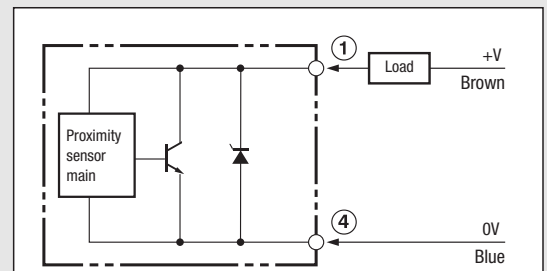 1
Load
+V
Brown
Proximity
sensor
main
4
0V
Blue